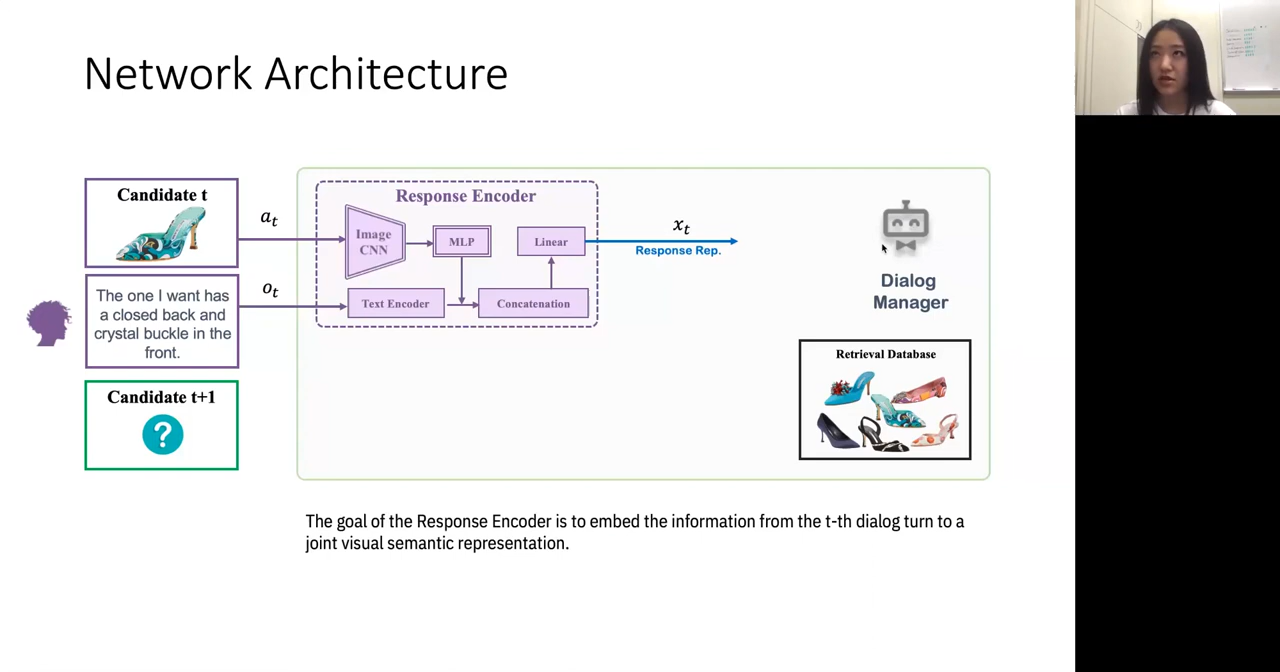 Network Architecture
Candidate t
a_t
The one I want has
a closed back and
crystal buckle in the
front.
o_t
Candidate t+1
?
Response Encoder
Image
CNN
MLP
Linear
Text Encoder
Concatenation
x_t
Response Rep.
Dialog
Manager
Retrieval Database
The goal of the Response Encoder is to embed the information from the t-th dialog turn to a
joint visual semantic representation.